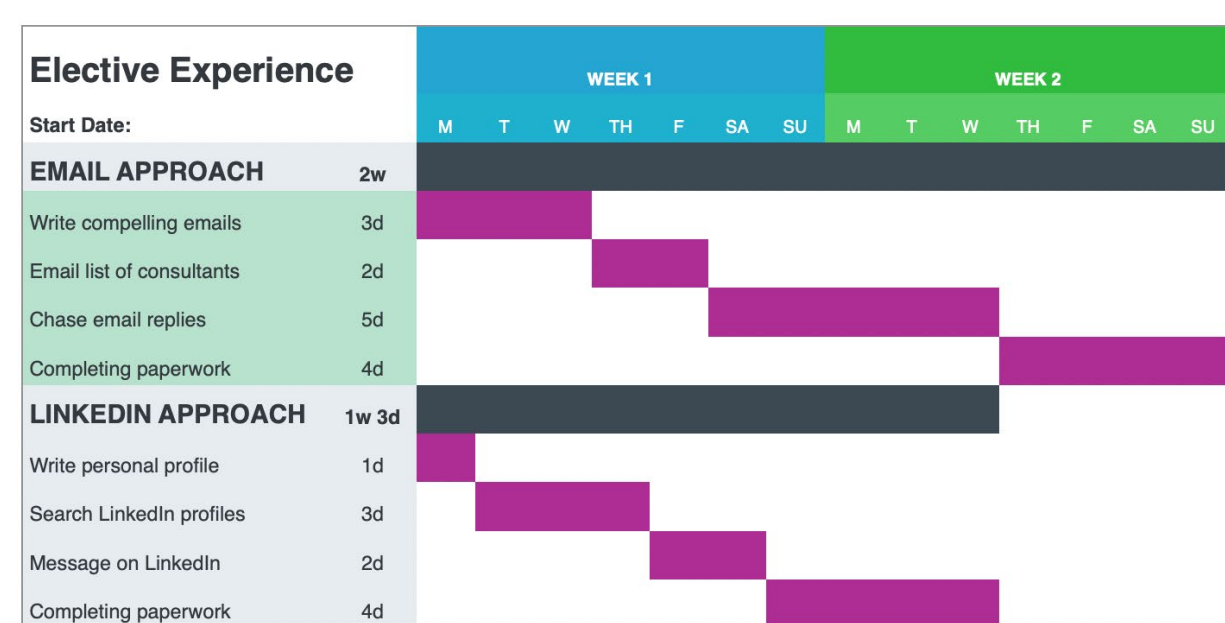 Elective Experience
WEEK 1 WEEK 2
Start Date:
M T W TH F SA SU M T W TH F SA SU
EMAIL APPROACH 2w
Write compelling emails 3d
Email list of consultants 2d
Chase email replies 5d
Completing paperwork 4d
LINKEDIN APPROACH 1w 3d
Write personal profile 1d
Search LinkedIn profiles 3d
Message on LinkedIn 2d
Completing paperwork 4d